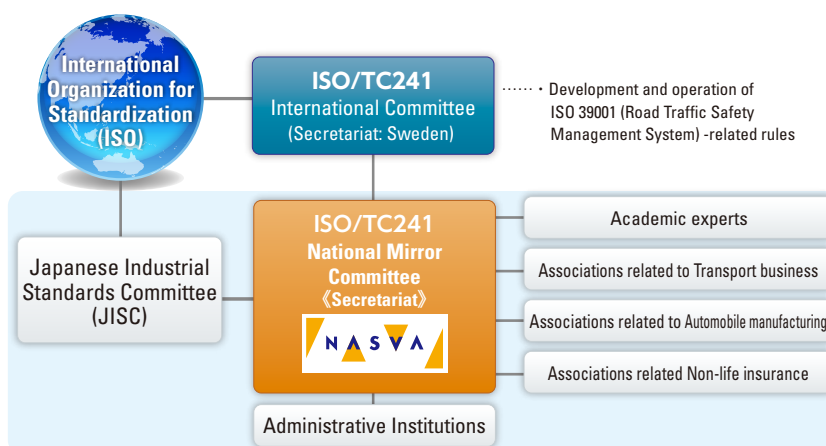 International
Organization for
Standardization
(ISO)
ISO/TC241
International Committee
(Secretariat: Sweden)
…… ・ Development and operation of
ISO 39001 (Road Traffic Safety
Management System) -related rules
Japanese Industrial
Standards Committee
(JISC)
ISO/TC241
National Mirror
Committee
《Secretariat》
NASVA
Academic experts
Associations related to Transport business
Associations related to Automobile manufacturing
Associations related Non-life insurance
Administrative Institutions